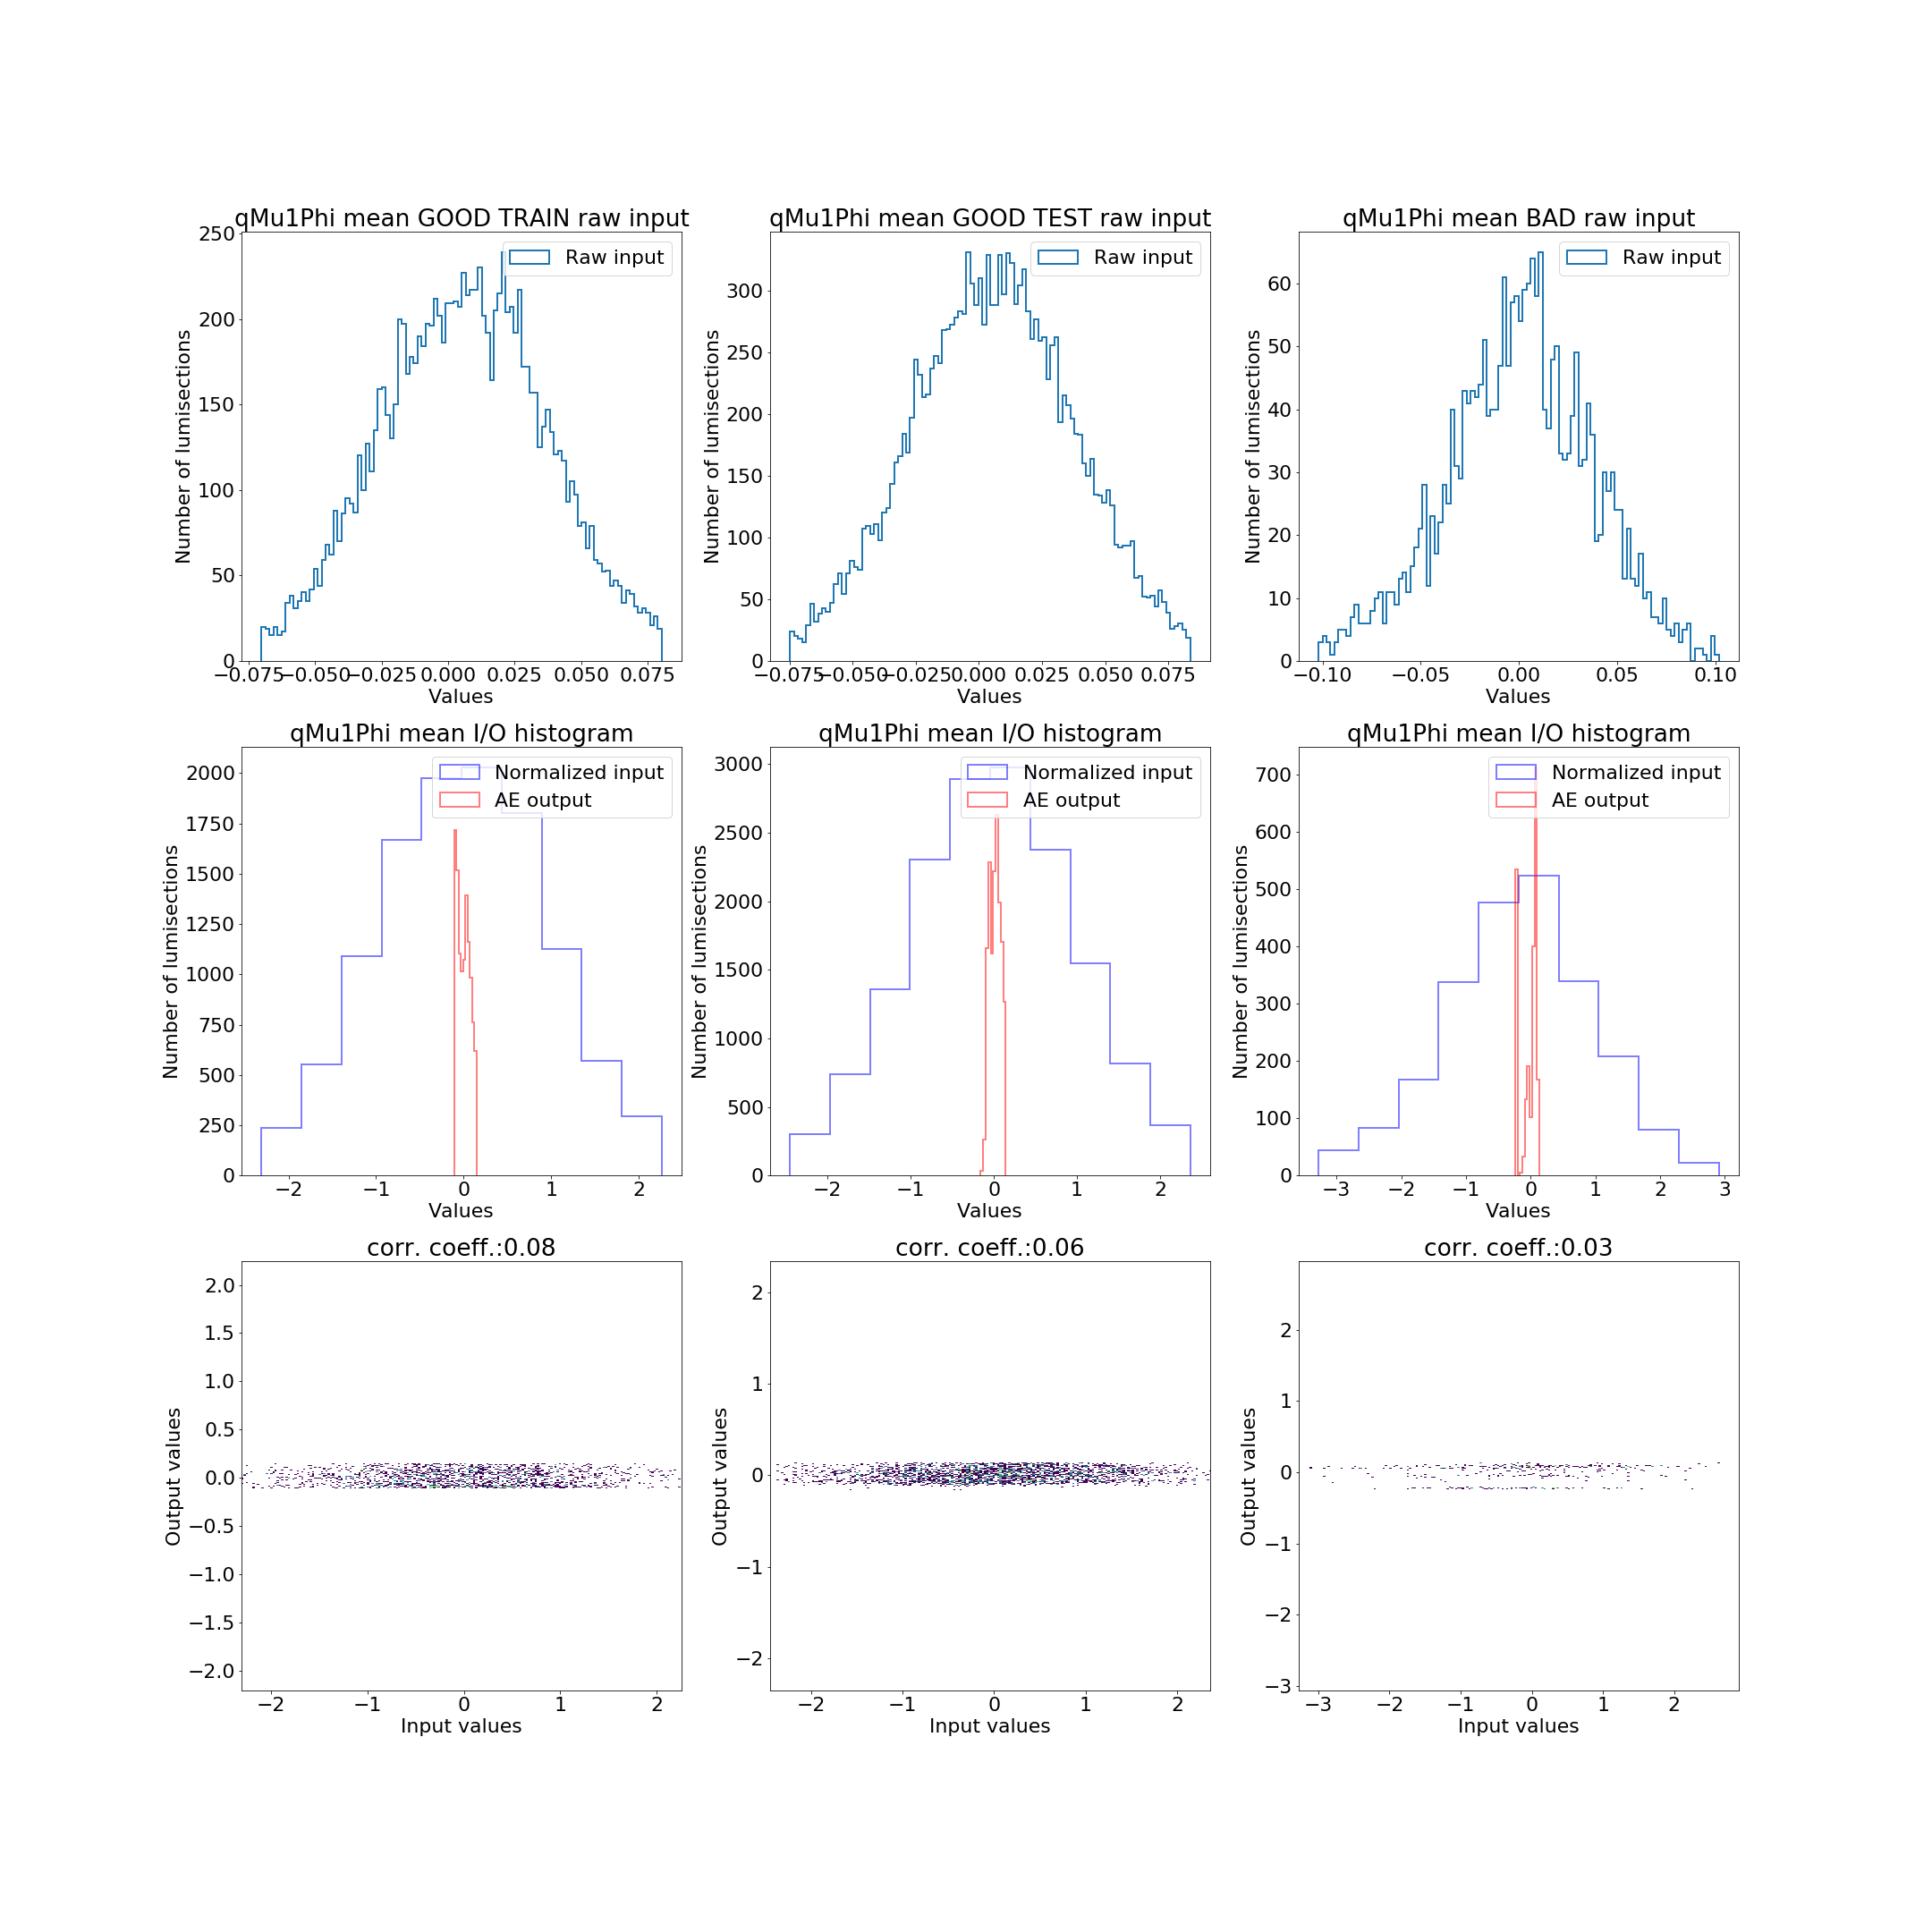 qMu1Phi mean GOOD TRAIN raw input
250
200
150
100
50
0
Number of lumisections
Raw input
−0.075 −0.050 −0.025 0.000 0.025 0.050 0.075
Values
qMu1Phi mean GOOD TEST raw input
300
250
200
150
100
50
0
Number of lumisections
Raw input
−0.075 −0.050 −0.025 0.000 0.025 0.050 0.075
Values
qMu1Phi mean BAD raw input
60
50
40
30
20
10
0
Number of lumisections
Raw input
−0.10 −0.05 0.00 0.05 0.10
Values
qMu1Phi mean I/O histogram
2000
1750
1500
1250
1000
750
500
250
0
Number of lumisections
Normalized input
AE output
−2 −1 0 1 2
Values
qMu1Phi mean I/O histogram
3000
2500
2000
1500
1000
500
0
Number of lumisections
Normalized input
AE output
−2 −1 0 1 2
Values
qMu1Phi mean I/O histogram
700
600
500
400
300
200
100
0
Number of lumisections
Normalized input
AE output
−3 −2 −1 0 1 2 3
Values
corr. coeff.:0.08
2.0
1.5
1.0
0.5
0.0
−0.5
−1.0
−1.5
−2.0
Output values
−2 −1 0 1 2
Input values
corr. coeff.:0.06
2
1
0
−1
−2
Output values
−2 −1 0 1 2
Input values
corr. coeff.:0.03
2
1
0
−1
−2
−3
Output values
−3 −2 −1 0 1 2
Input values